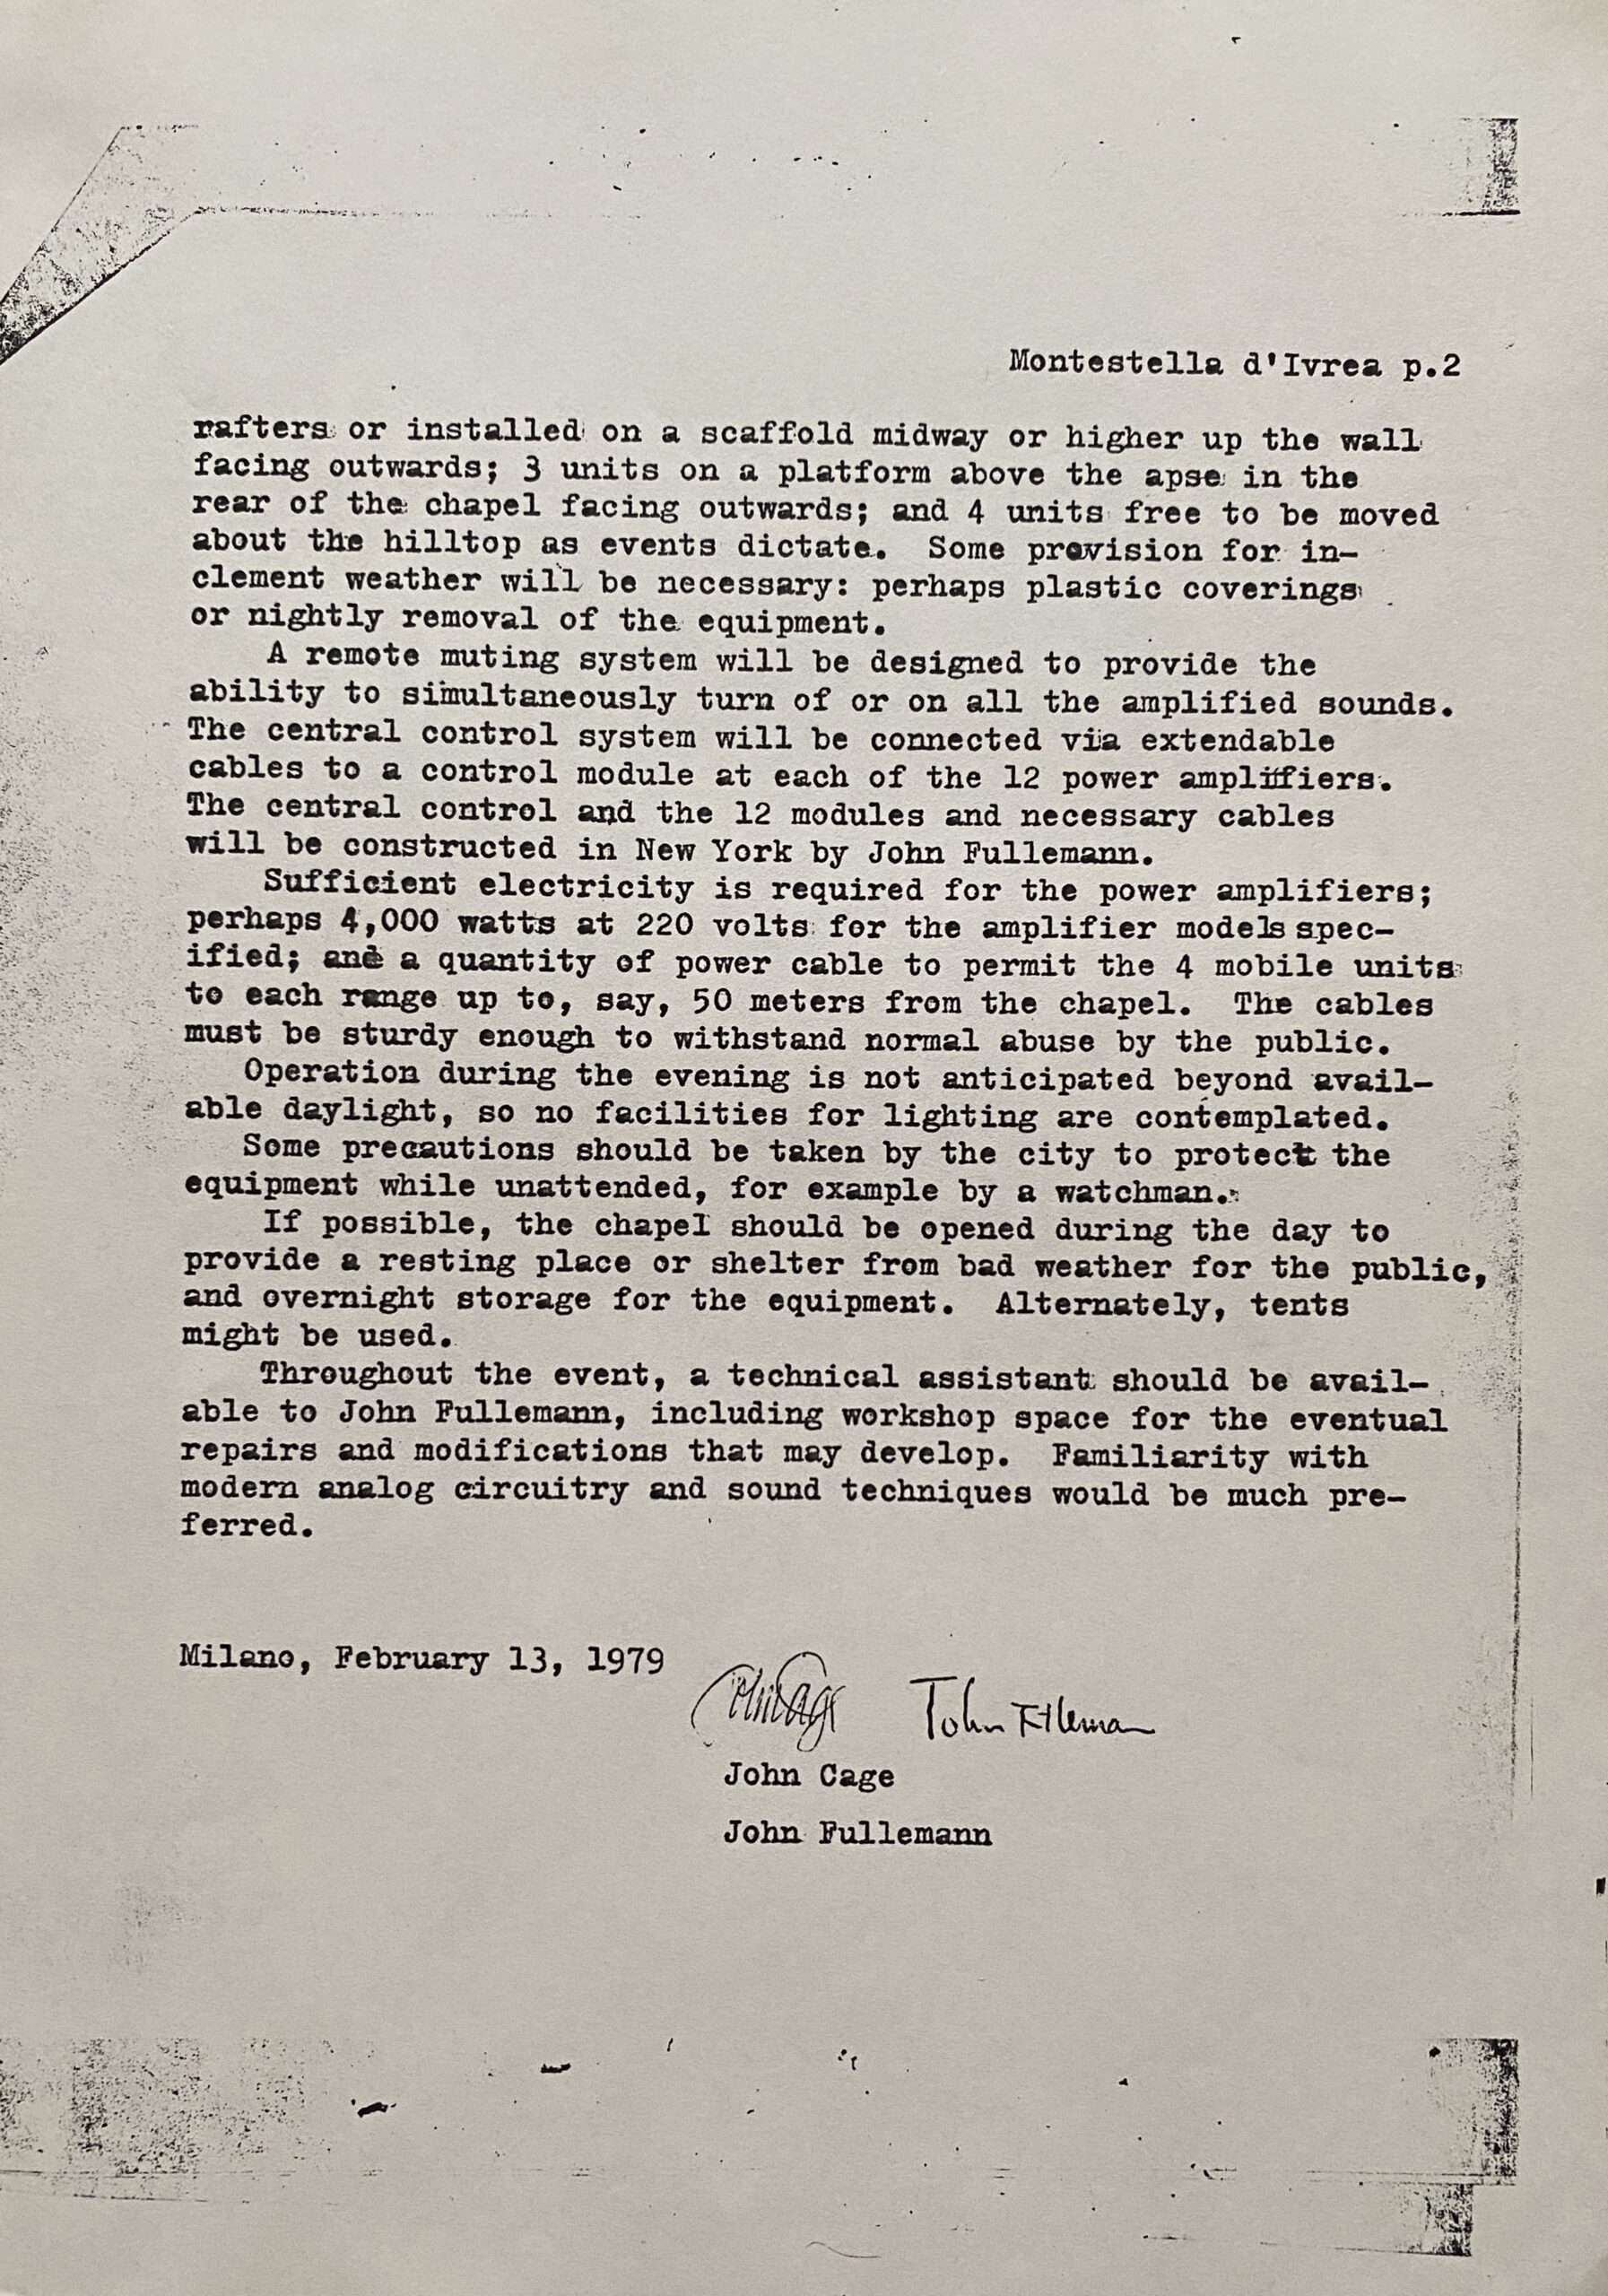 Montestella d'Ivrea p.2
rafters or installed on a scaffold midway or higher up the wall
facing outwards; 3 units on a platform above the apse in the
rear of the chapel facing outwards; and 4 units free to be moved
about the hilltop as events dictate. Some provision for in-
clement weather will be necessary: perhaps plastic coverings
or nightly removal of the equipment.
A remote muting system will be designed to provide the
ability to simultaneously turn of or on all the amplified sounds.
The central control system will be connected via extendable
cables to a control module at each of the 12 power amplifiers.
The central control and the 12 modules and necessary cables
will be constructed in New York by John Fullemann.
Sufficient electricity is required for the power amplifiers;
perhaps 4,000 watts at 220 volts for the amplifier models spec-
ified; and a quantity of power cable to permit the 4 mobile units
to each range up to, say, 50 meters from the chapel. The cables
must be sturdy enough to withstand normal abuse by the public.
Operation during the evening is not anticipated beyond avail-
able daylight, so no facilities for lighting are contemplated.
Some precautions should be taken by the city to protect the
equipment while unattended, for example by a watchman.
If possible, the chapel should be opened during the day to
provide a resting place or shelter from bad weather for the public,
and overnight storage for the equipment. Alternately, tents
might be used.
Throughout the event, a technical assistant should be avail-
able to John Fullemann, including workshop space for the eventual
repairs and modifications that may develop. Familiarity with
modern analog circuitry and sound techniques would be much pre-
ferred.
Milano, February 13, 1979
John Cage John Fullemann
John Cage
John Fullemann